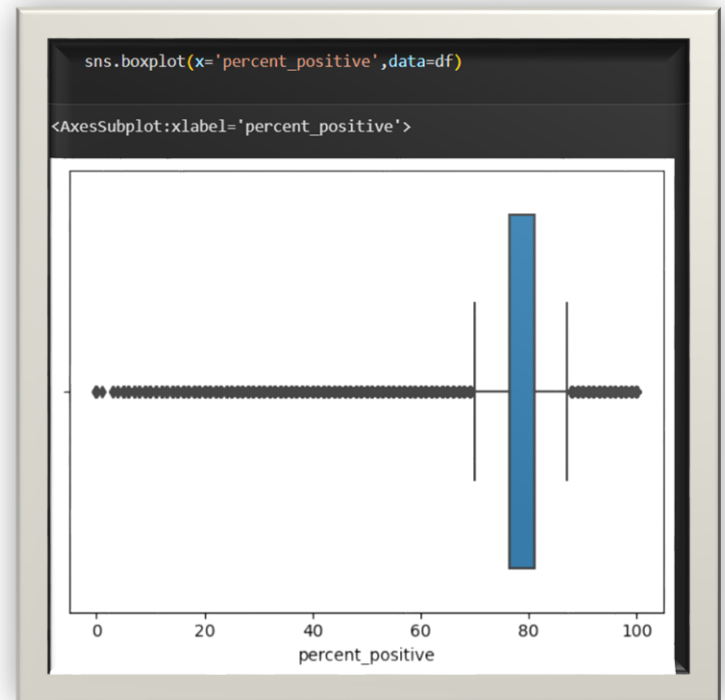 sns.boxplot(x='percent_positive',data=df)
<AxesSubplot:xlabel='percent_positive'>
0 20 40 60 80 100
percent_positive